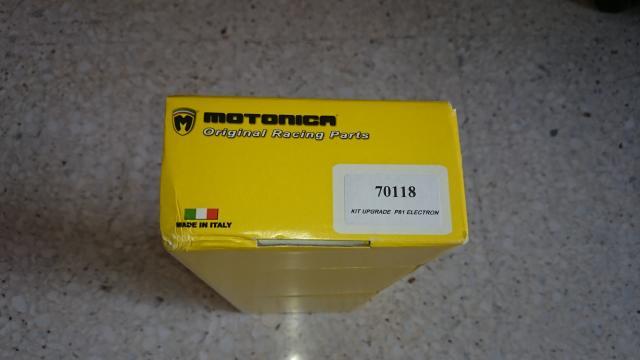 M MOTONICA
Original Racing Parts
70118
KIT UPGRADE P81 ELECTRON
MADE IN ITALY